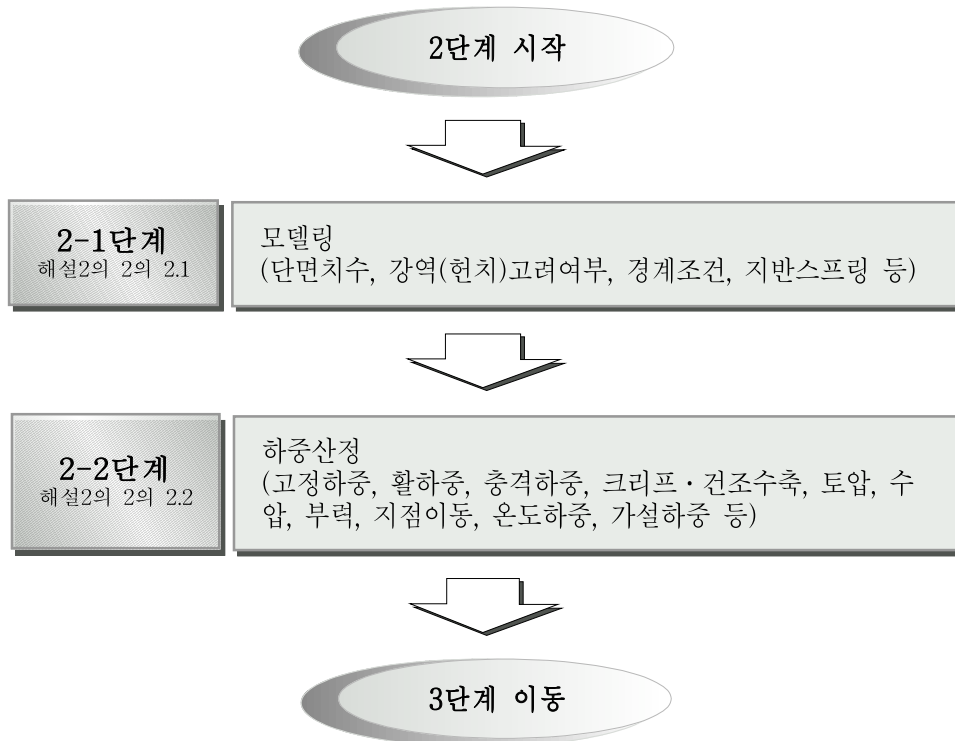 2단계 시작
2-1단계
해설2의 2의 2.1
모델링
(단면치수, 강역(헌치)고려여부, 경계조건, 지반스프링 등)
2-2단계
해설2의 2의 2.2
하중산정
(고정하중, 활하중, 충격하중, 크리프·건조수축, 토압, 수
압, 부력, 지점이동, 온도하중, 가설하중 등)
3단계 이동